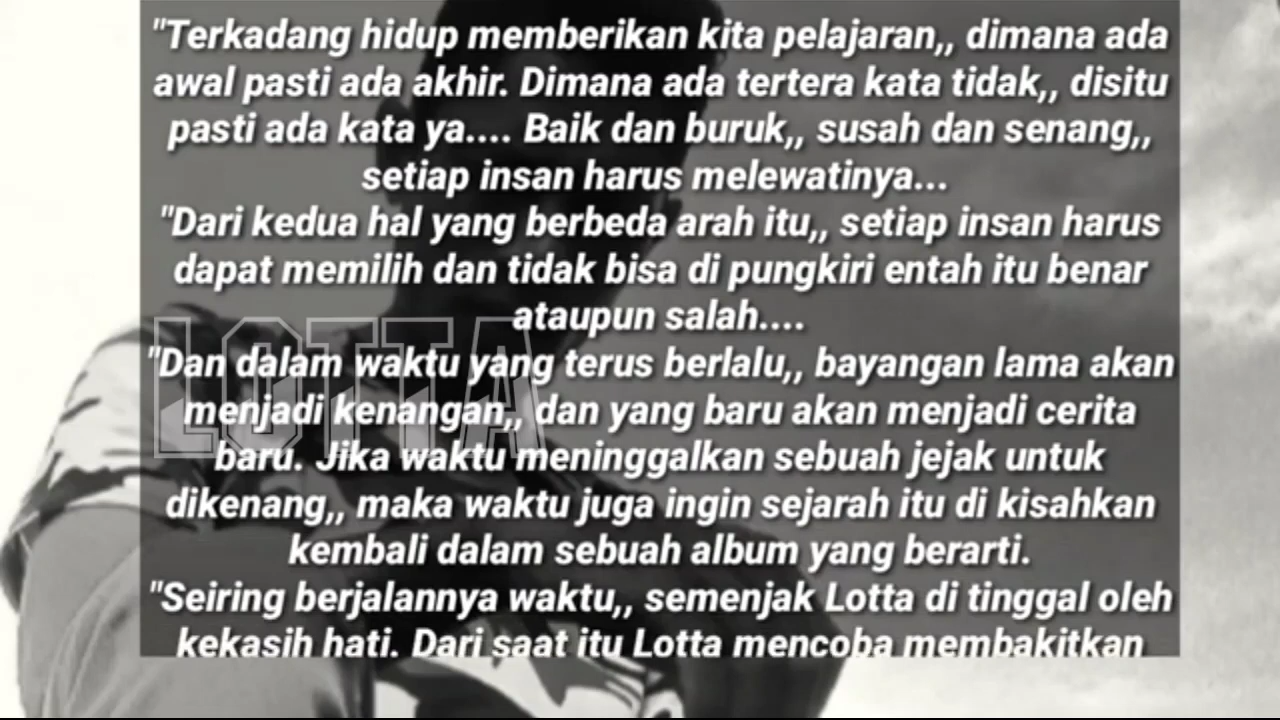 "Terkadang hidup memberikan kita pelajaran,, dimana ada
awal pasti ada akhir. Dimana ada tertera kata tidak,, disitu
pasti ada kata ya.... Baik dan buruk,, susah dan senang,,
setiap insan harus melewatinya...
"Dari kedua hal yang berbeda arah itu,, setiap insan harus
dapat memilih dan tidak bisa di pungkiri entah itu benar
ataupun salah....
LOTTA
"Dan dalam waktu yang terus berlalu,, bayangan lama akan
menjadi kenangan,, dan yang baru akan menjadi cerita
baru. Jika waktu meninggalkan sebuah jejak untuk
dikenang,, maka waktu juga ingin sejarah itu di kisahkan
kembali dalam sebuah album yang berarti.
"Seiring berjalannya waktu,, semenjak Lotta di tinggal oleh
kekasih hati. Dari saat itu Lotta mencoba membakitkan